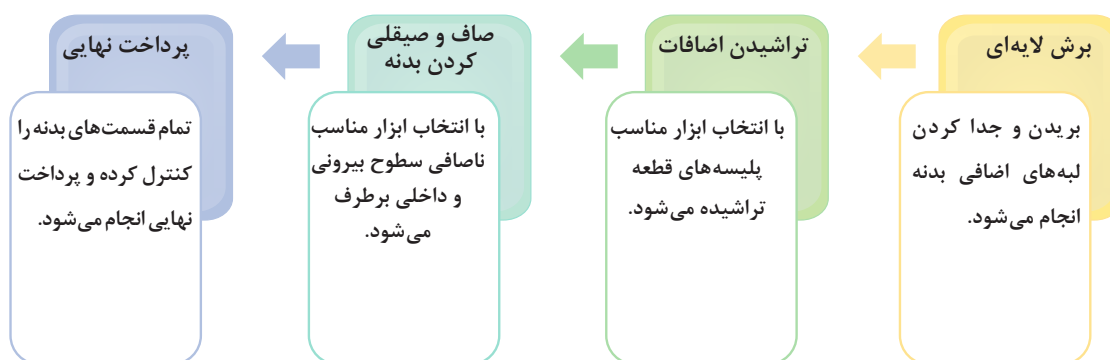 برش لایه‌ای
بریدن و جدا کردن
لبه‌های اضافی بدنه
انجام می‌شود.
تراشیدن اضافات
با انتخاب ابزار مناسب
پلیسه‌های قطعه
تراشیده می‌شود.
صاف و صیقلی
کردن بدنه
با انتخاب ابزار مناسب
ناصافی سطوح بیرونی
و داخلی برطرف
می‌شود.
پرداخت نهایی
تمام قسمت‌های بدنه را
کنترل کرده و پرداخت
نهایی انجام می‌شود.